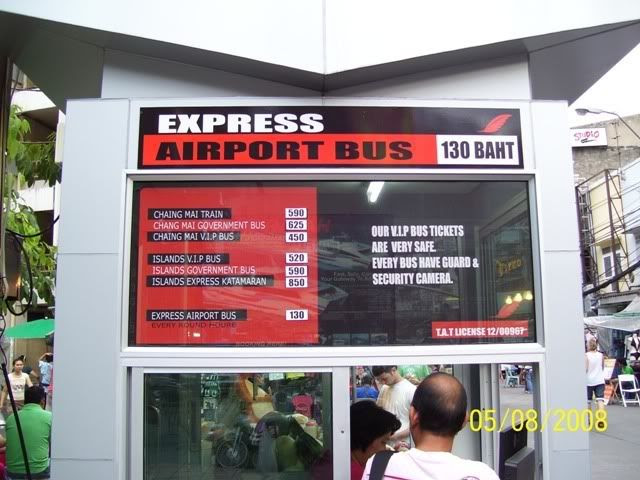 EXPRESS
AIRPORT BUS 130 BAHT
CHAING MAI TRAIN 590
CHANG MAI GOVERNMENT BUS 625
CHANG MAI V.I.P BUS 450
ISLANDS V.I.P BUS 520
ISLANDS GOVERNMENT BUS 590
ISLANDS EXPRESS KATAMARAN 850
EXPRESS AIRPORT BUS 130
EVERY ROUND HOURE
OUR V.I.P BUS TICKETS
ARE VERY SAFE.
EVERY BUS HAVE GUARD &
SECURITY CAMERA.
T.A.T LICENSE 12/00967
STUDIO
05/08/2008